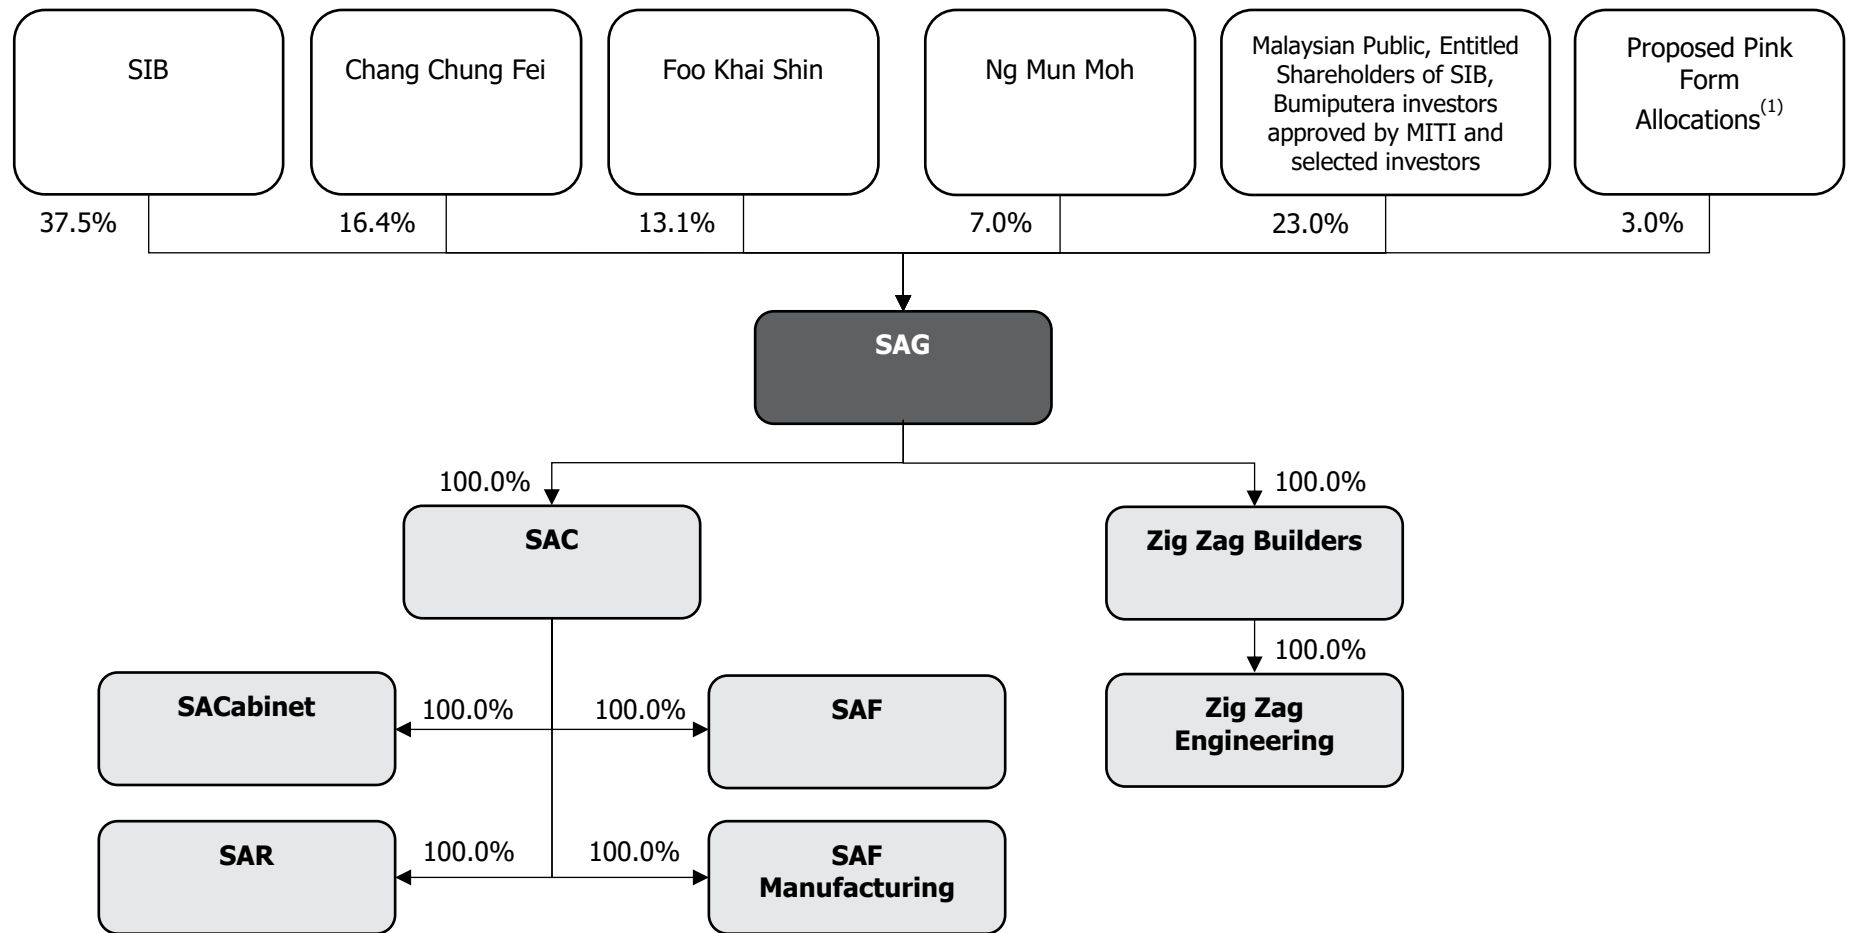 SIB
Chang Chung Fei
Foo Khai Shin
Ng Mun Moh
Malaysian Public, Entitled
Shareholders of SIB,
Bumiputera investors
approved by MITI and
selected investors
Proposed Pink
Form
Allocations(1)
37.5%
16.4%
13.1%
7.0%
23.0%
3.0%
SAG
100.0%
100.0%
SAC
Zig Zag Builders
100.0%
SACabinet
100.0%
100.0%
SAF
Zig Zag
Engineering
SAR
100.0%
100.0%
SAF
Manufacturing